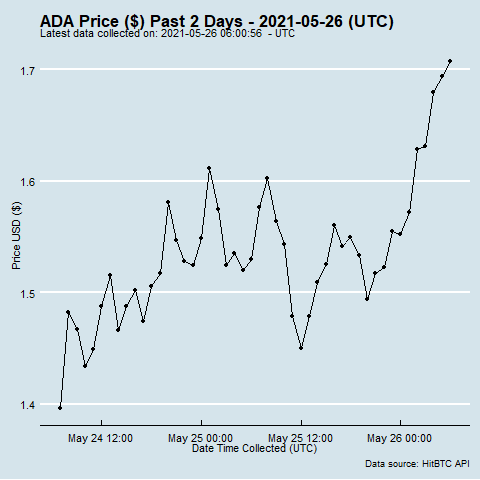 ADA Price ($) Past 2 Days - 2021-05-26 (UTC)
Latest data collected on: 2021-05-26 06:00:56 - UTC
1.7
1.6
1.5
1.4
Price USD ($)
May 24 12:00 May 25 00:00 May 25 12:00 May 26 00:00
Date Time Collected (UTC)
Data source: HitBTC API